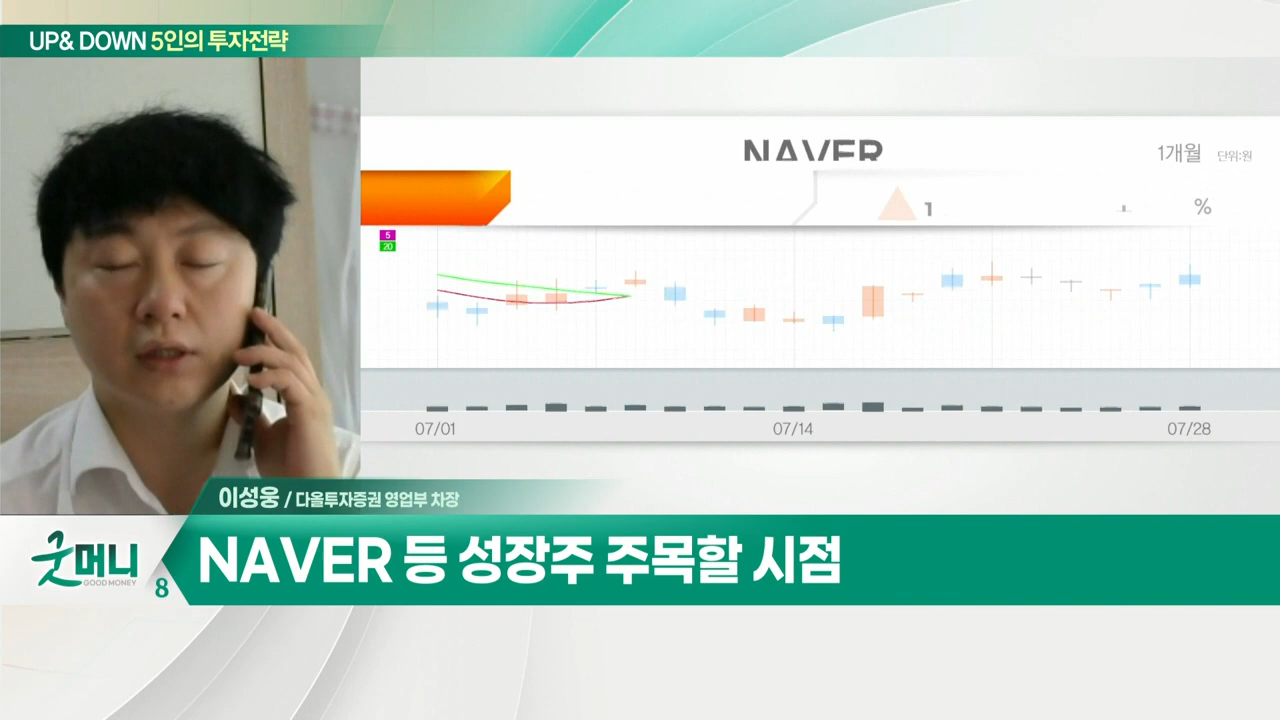 UP& DOWN 5인의 투자전략
NAVER
1개월 단위:원
1 %
5
20
07/01 07/14 07/28
이성웅 / 다올투자증권 영업부 차장
굿머니
GOOD MONEY
8
NAVER 등 성장주 주목할 시점